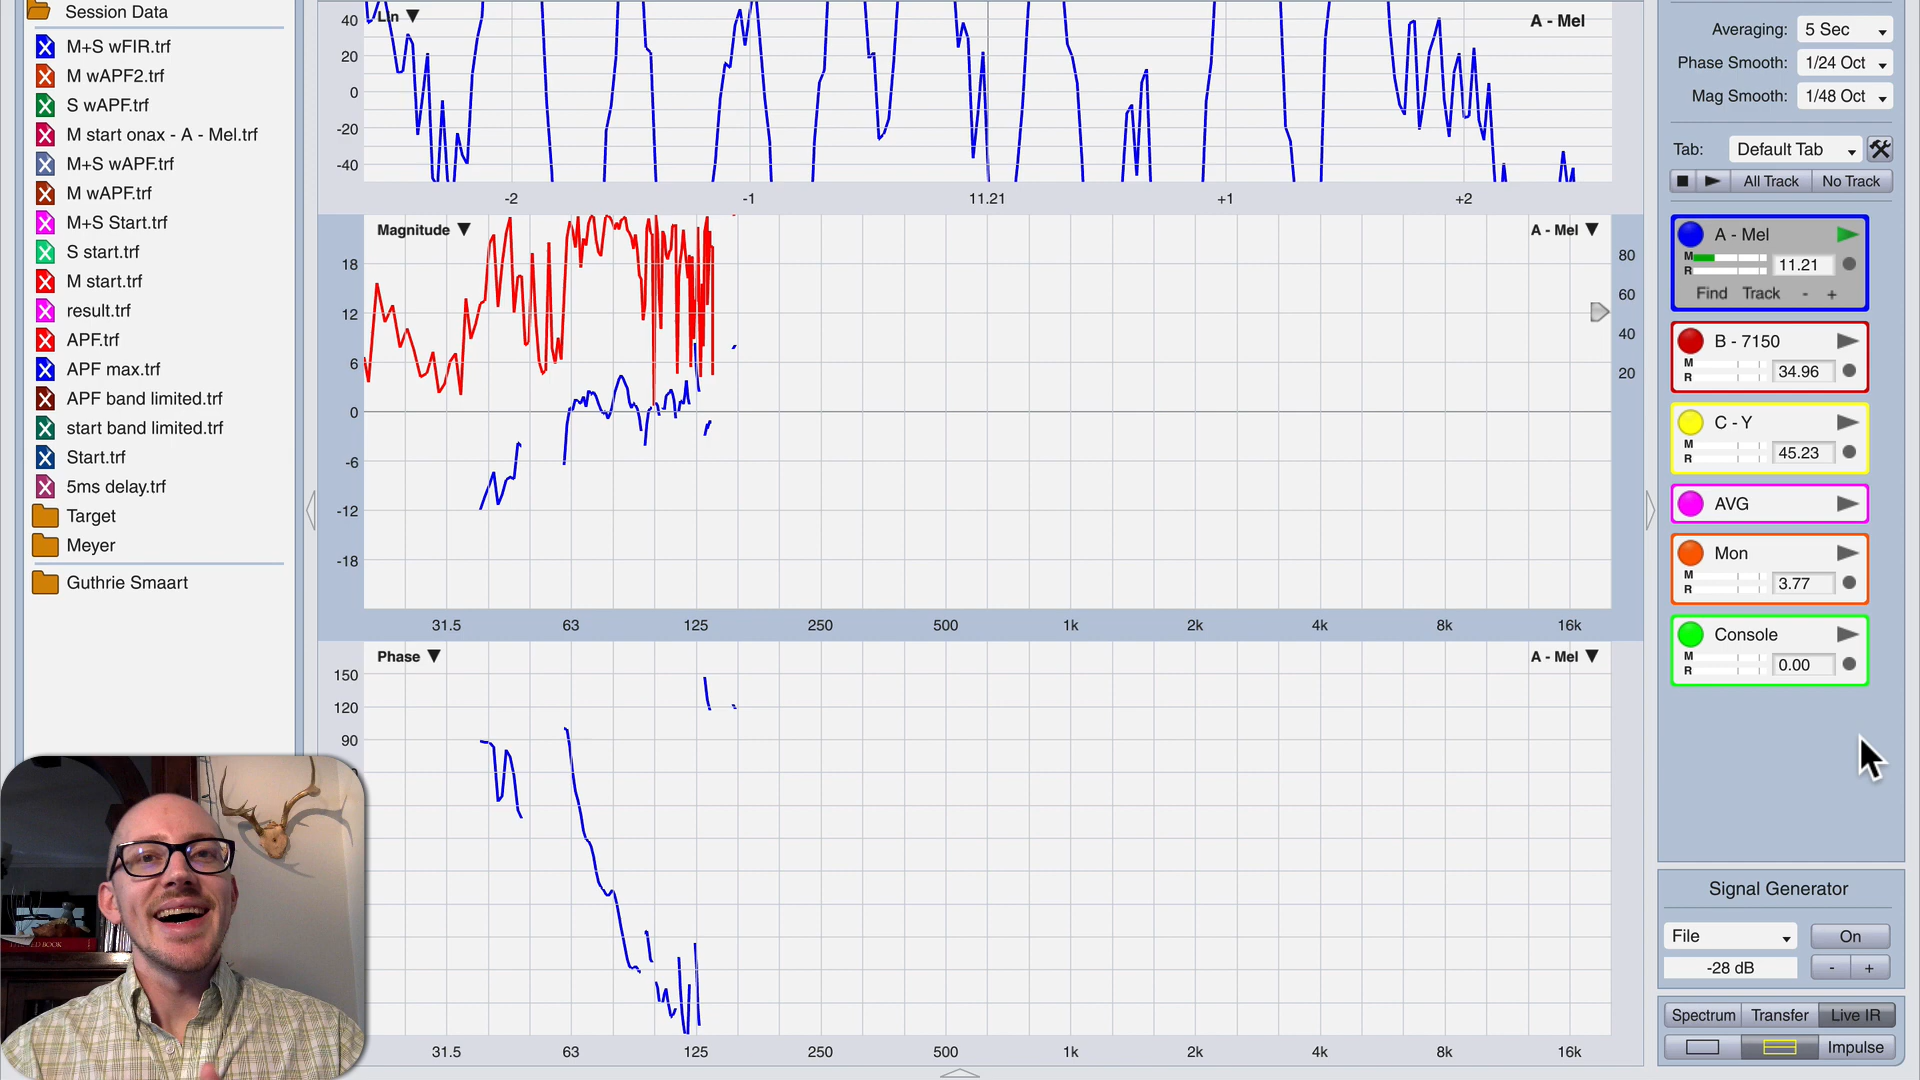 Session Data
M+S wFIR.trf
M wAPF2.trf
S wAPF.trf
M start onax - A - Mel.trf
M+S wAPF.trf
M wAPF.trf
M+S Start.trf
S start.trf
M start.trf
result.trf
APF.trf
APF max.trf
APF band limited.trf
start band limited.trf
Start.trf
5ms delay.trf
Target
Meyer
Guthrie Smaart
Lin
A - Mel
40
20
0
-20
-40
-2
-1
11.21
+1
+2
Magnitude
A - Mel
18
12
6
0
-6
-12
-18
80
60
40
20
31.5 63 125 250 500 1k 2k 4k 8k 16k
Phase
A - Mel
150
120
90
31.5 63 125 250 500 1k 2k 4k 8k 16k
Averaging: 5 Sec
Phase Smooth: 1/24 Oct
Mag Smooth: 1/48 Oct
Tab: Default Tab
All Track No Track
A - Mel
M
R
11.21
Find Track - +
B - 7150
M
R
34.96
C - Y
M
R
45.23
AVG
Mon
M
R
3.77
Console
M
R
0.00
Signal Generator
File
On
-28 dB
- +
Spectrum Transfer Live IR
Impulse